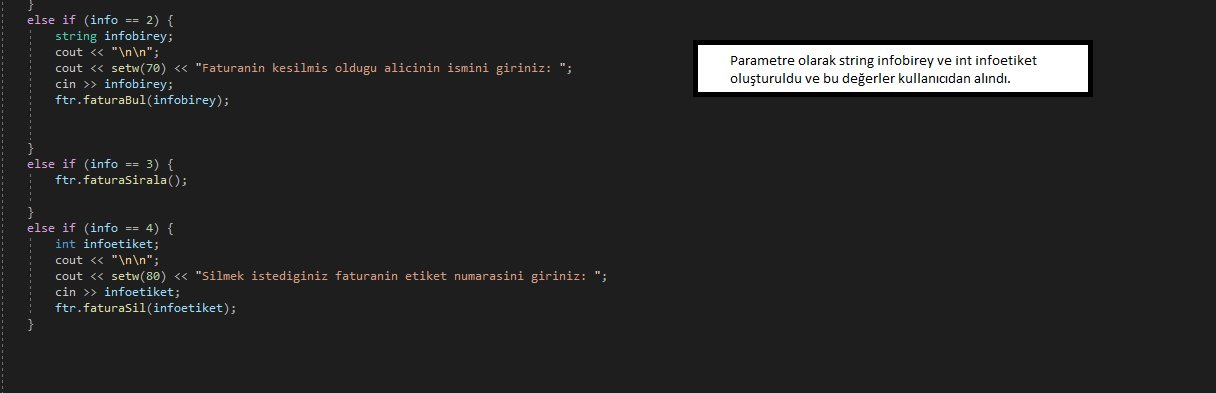 }
else if (info == 2) {
string infobirey;
cout << "\n\n";
cout << setw(70) << "Faturanin kesilmis oldugu alicinin ismini giriniz: ";
cin >> infobirey;
ftr.faturaBul(infobirey);
}
else if (info == 3) {
ftr.faturaSirala();
}
else if (info == 4) {
int infoetiket;
cout << "\n\n";
cout << setw(80) << "Silmek istediginiz faturanin etiket numarasini giriniz: ";
cin >> infoetiket;
ftr.faturaSil(infoetiket);
}
Parametre olarak string infobirey ve int infoetiket
oluşturuldu ve bu değerler kullanıcıdan alındı.